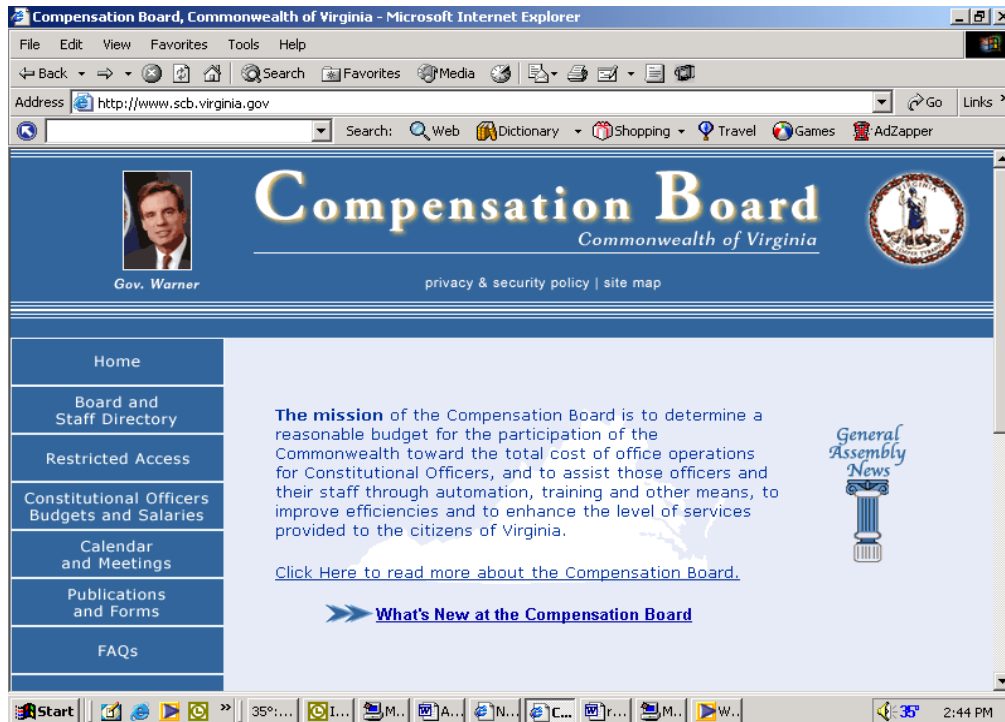 Compensation Board, Commonwealth of Virginia - Microsoft Internet Explorer
File Edit View Favorites Tools Help
Back Search Favorites Media
Address http://www.scb.virginia.gov Go Links
Search: Web Dictionary Shopping Travel Games AdZapper
Compensation Board
Commonwealth of Virginia
Gov. Warner
privacy & security policy | site map
VIRGINIA
Home
Board and
Staff Directory
Restricted Access
Constitutional Officers
Budgets and Salaries
Calendar
and Meetings
Publications
and Forms
FAQs
The mission of the Compensation Board is to determine a
reasonable budget for the participation of the
Commonwealth toward the total cost of office operations
for Constitutional Officers, and to assist those officers and
their staff through automation, training and other means, to
improve efficiencies and to enhance the level of services
provided to the citizens of Virginia.
Click Here to read more about the Compensation Board.
What's New at the Compensation Board
General
Assembly
News
Start 35°:... I... M.. A... N... C... r... M.. W.. 35° 2:44 PM